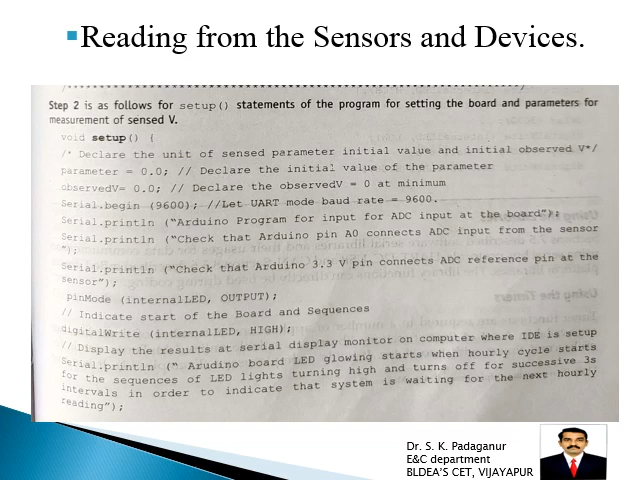 Reading from the Sensors and Devices.
Step 2 is as follows for setup() statements of the program for setting the board and parameters for
measurement of sensed V.
void setup() {
/* Declare the unit of sensed parameter initial value and initial observed V*/
parameter = 0.0; // Declare the initial value of the parameter
observedV= 0.0; // Declare the observedV = 0 at minimum
Serial.begin (9600); //Let UART mode baud rate = 9600.
Serial.println ("Arduino Program for input for ADC input at the board");
Serial.println ("Check that Arduino pin A0 connects ADC input from the sensor
");
Serial.println ("Check that Arduino 3.3 V pin connects ADC reference pin at the
sensor");
pinMode (internalLED, OUTPUT);
// Indicate start of the Board and Sequences
digitalWrite (internalLED, HIGH);
// Display the results at serial display monitor on computer where IDE is setup
Serial.println (" Arudino board LED glowing starts when hourly cycle starts
for the sequences of LED lights turning high and turns off for successive 3s
intervals in order to indicate that system is waiting for the next hourly
reading");
Dr. S. K. Padaganur
E&C department
BLDEA'S CET, VIJAYAPUR